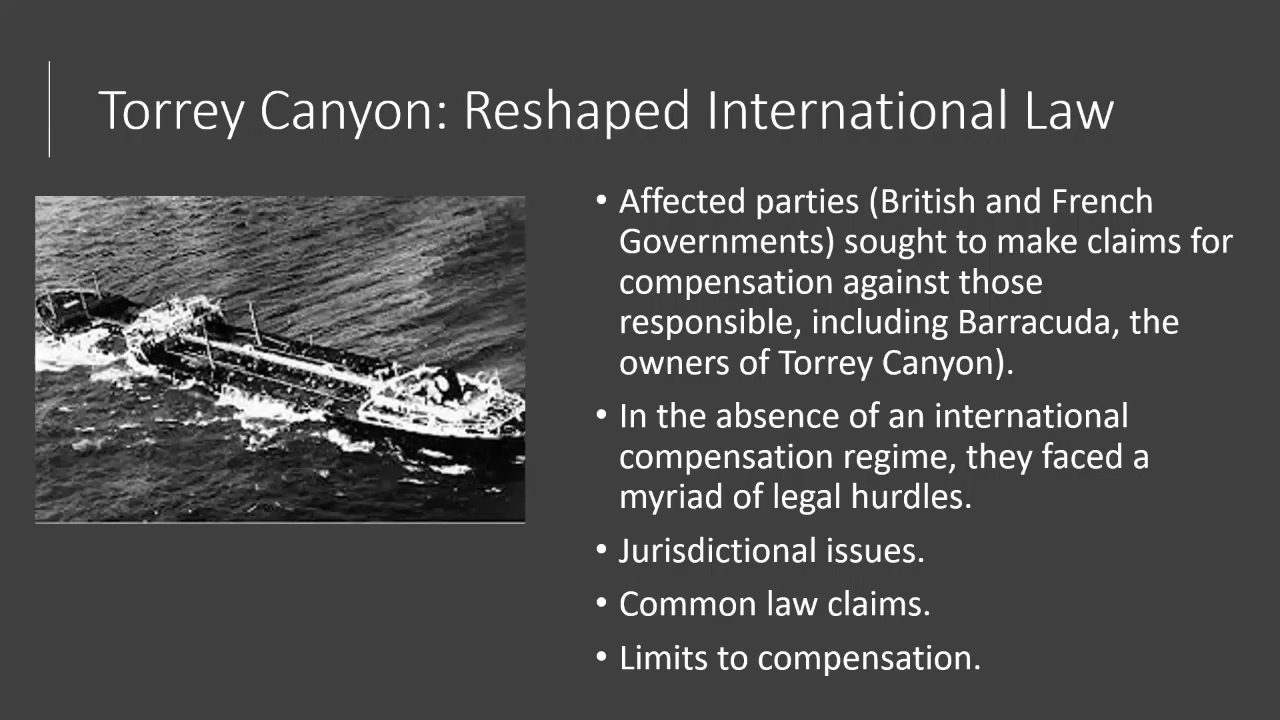 Torrey Canyon: Reshaped International Law
• Affected parties (British and French
Governments) sought to make claims for
compensation against those
responsible, including Barracuda, the
owners of Torrey Canyon).
• In the absence of an international
compensation regime, they faced a
myriad of legal hurdles.
• Jurisdictional issues.
• Common law claims.
• Limits to compensation.